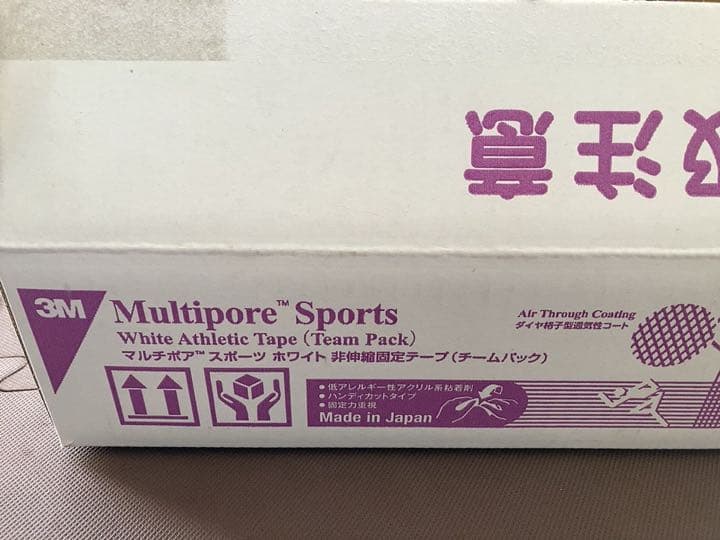 注意
3M
Multipore™ Sports
White Athletic Tape (Team Pack)
マルチポア™ スポーツ ホワイト 非伸縮固定テープ(チームパック)
Air Through Coating
ダイヤ格子型通気性コート
●低アレルギー性アクリル系粘着剤
●ハンディカットタイプ
●固定力重視
Made in Japan